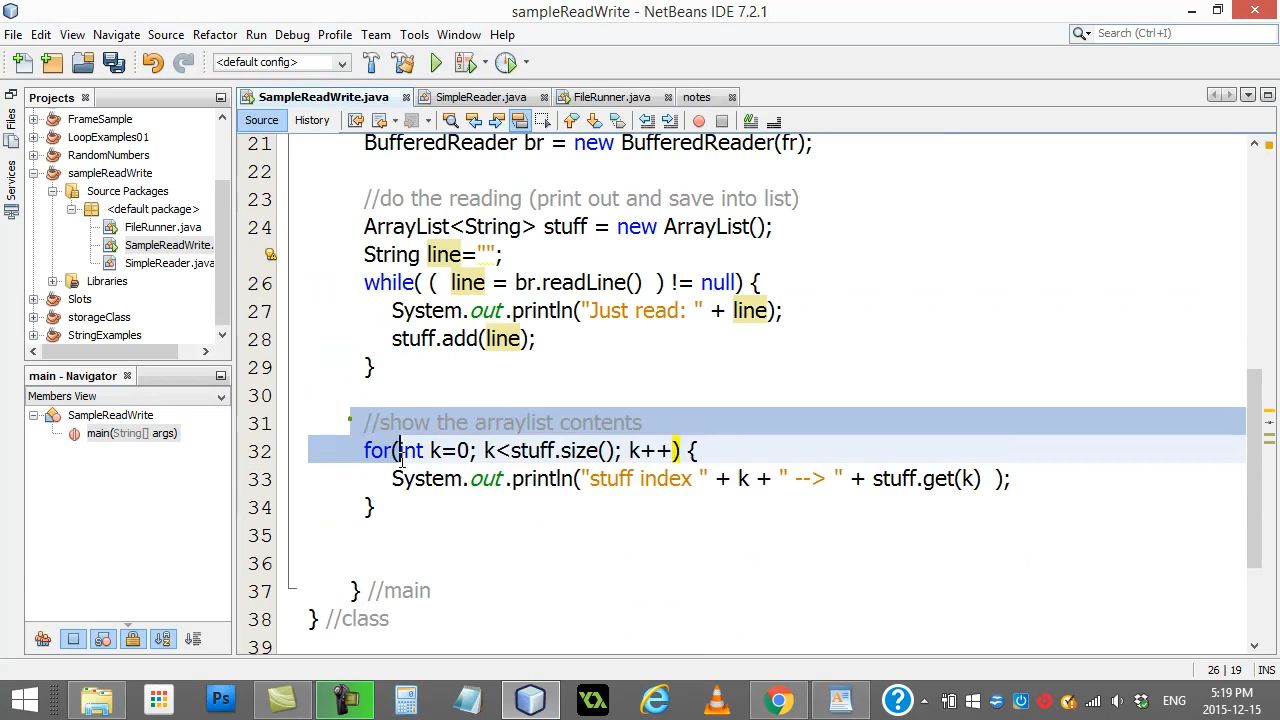 sampleReadWrite - NetBeans IDE 7.2.1
File Edit View Navigate Source Refactor Run Debug Profile Team Tools Window Help
Search (Ctrl+I)
<default config>
Projects
SampleReadWrite.java
SimpleReader.java
FileRunner.java
notes
Files
Services
Source
History
FrameSample
LoopExamples01
RandomNumbers
sampleReadWrite
Source Packages
<default package>
FileRunner.java
SampleReadWrite.
SimpleReader.java
Libraries
Slots
storageClass
StringExamples
main - Navigator
Members View
SampleReadWrite
main(String[] args)
21 BufferedReader br = new BufferedReader(fr);
22
23 //do the reading (print out and save into list)
24 ArrayList<String> stuff = new ArrayList();
String line="";
26 while( ( line = br.readLine() ) != null) {
27 System.out.println("Just read: " + line);
28 stuff.add(line);
29 }
30
31 //show the arraylist contents
32 for(int k=0; k<stuff.size(); k++) {
33 System.out.println("stuff index " + k + " --> " + stuff.get(k) );
34 }
35
36
37 } //main
38 } //class
39
26 | 19 INS
Ps
ENG
5:19 PM
2015-12-15